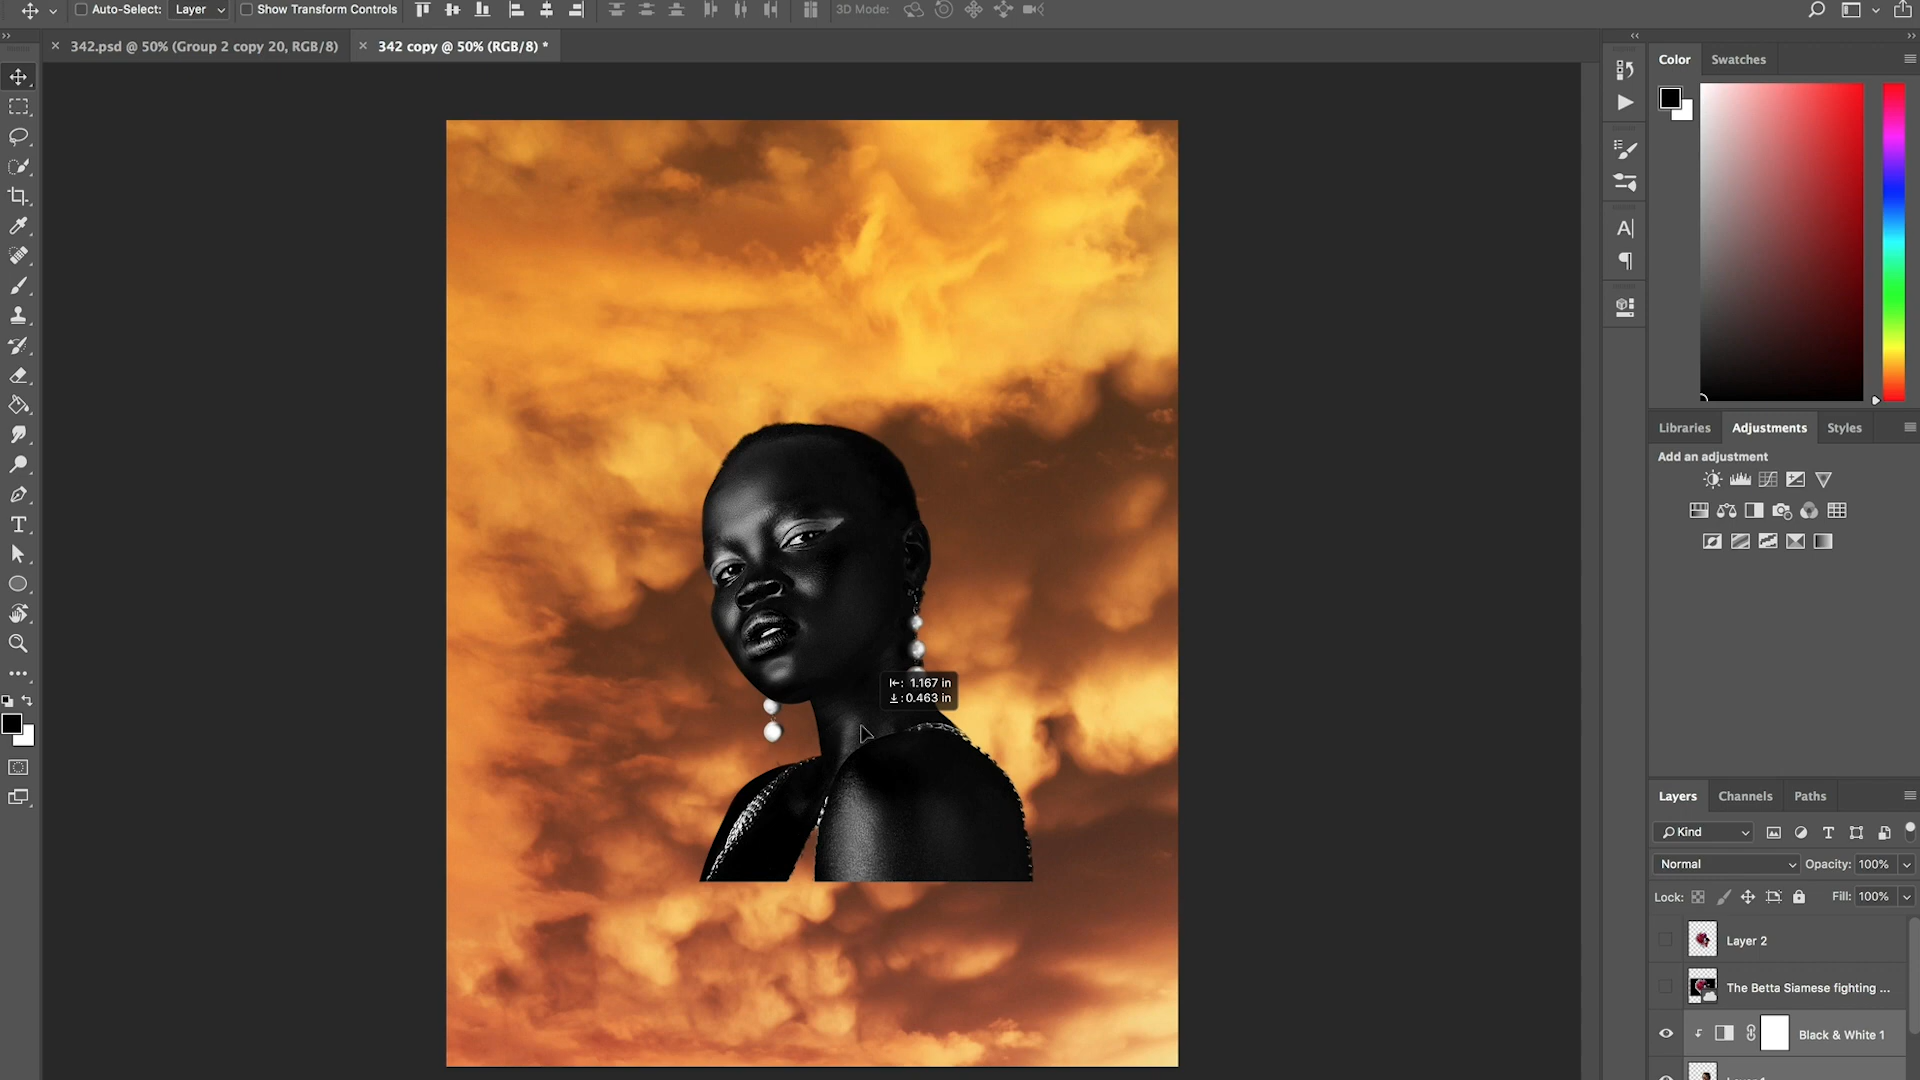 Auto-Select: Layer Show Transform Controls 3D Mode:
342.psd @ 50% (Group 2 copy 20, RGB/8) 342 copy @ 50% (RGB/8) *
Color Swatches
Libraries Adjustments Styles
Add an adjustment
1.167 in
0.463 in
Layers Channels Paths
Kind
Normal Opacity: 100%
Lock: Fill: 100%
Layer 2
The Betta Siamese fighting ...
Black & White 1